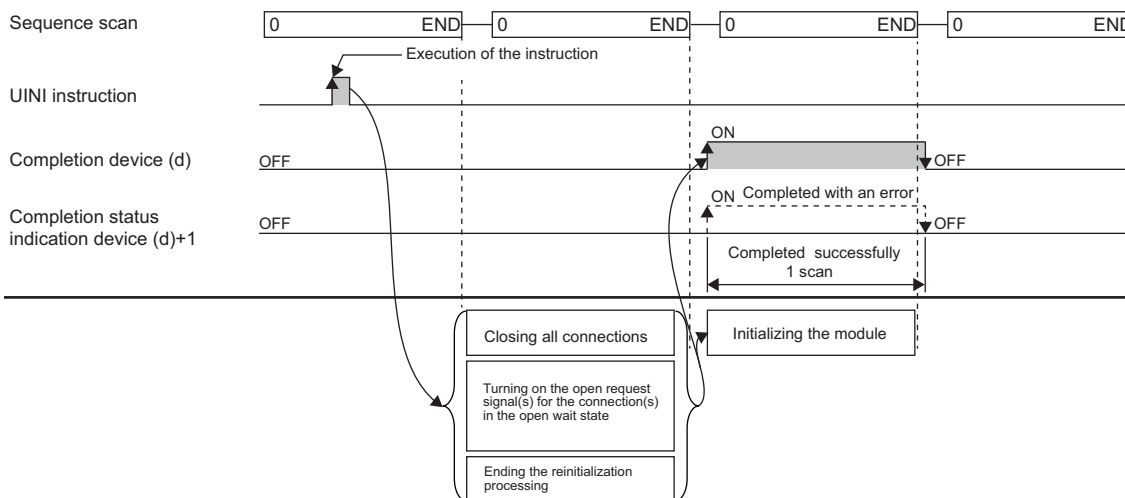 Sequence scan
0 END 0 END 0 END 0 END
Execution of the instruction
UINI instruction
ON
Completion device (d)
OFF
OFF
ON
Completed with an error
Completion status
indication device (d)+1
OFF
OFF
Completed successfully
1 scan
Closing all connections
Initializing the module
Turning on the open request
signal(s) for the connection(s)
in the open wait state
Ending the reinitialization
processing